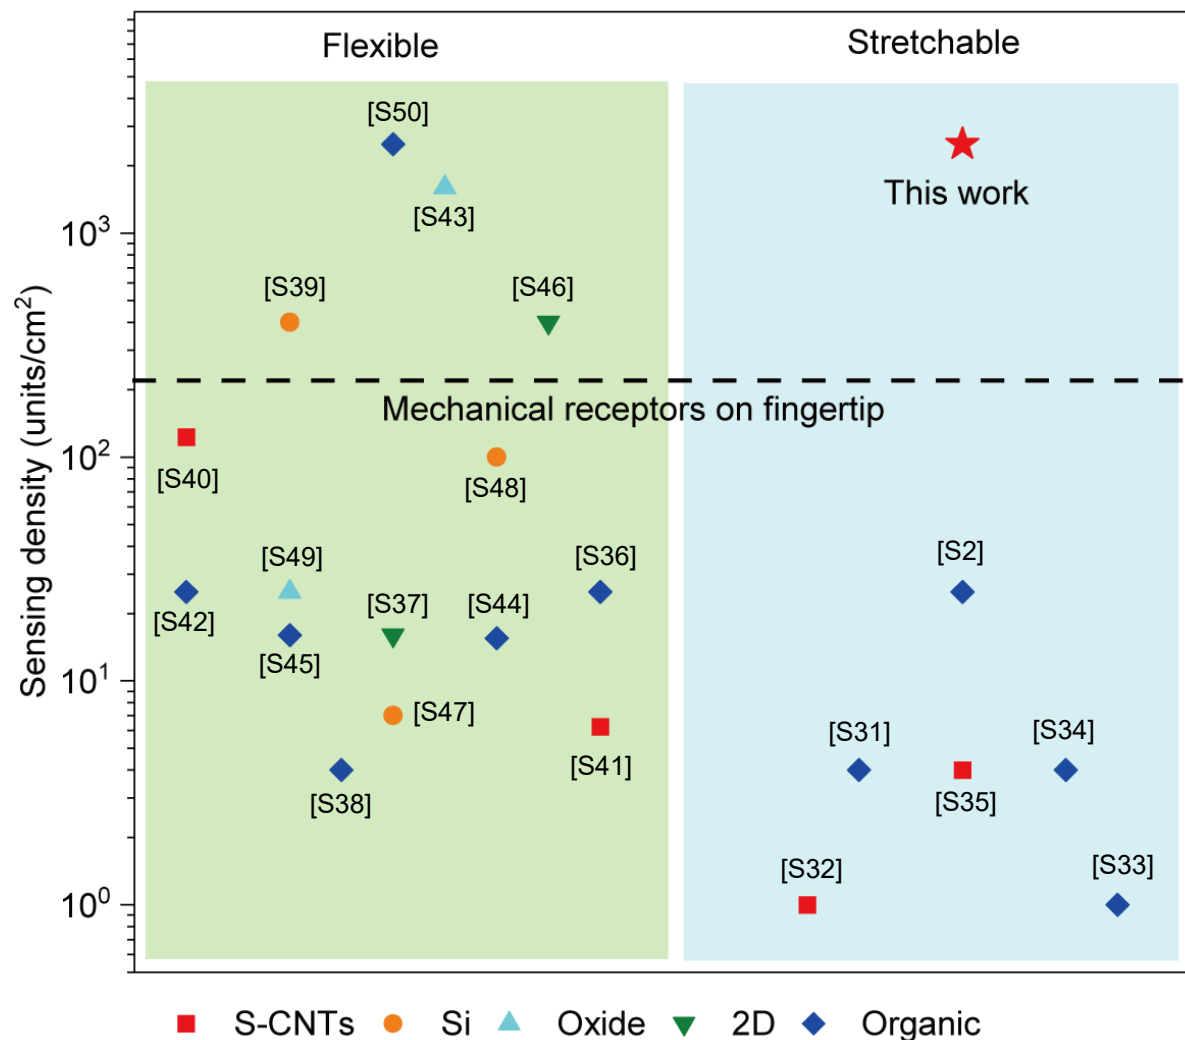 Flexible
Stretchable
[S50]
[S43]
This work
10³
[S39]
[S46]
Mechanical receptors on fingertip
[S40]
10²
[S48]
[S49]
[S36]
[S2]
[S42]
[S37]
[S44]
[S45]
10¹
[S47]
[S41]
[S38]
[S31]
[S34]
[S35]
[S32]
[S33]
10⁰
Sensing density (units/cm²)
S-CNTs
Si
Oxide
2D
Organic